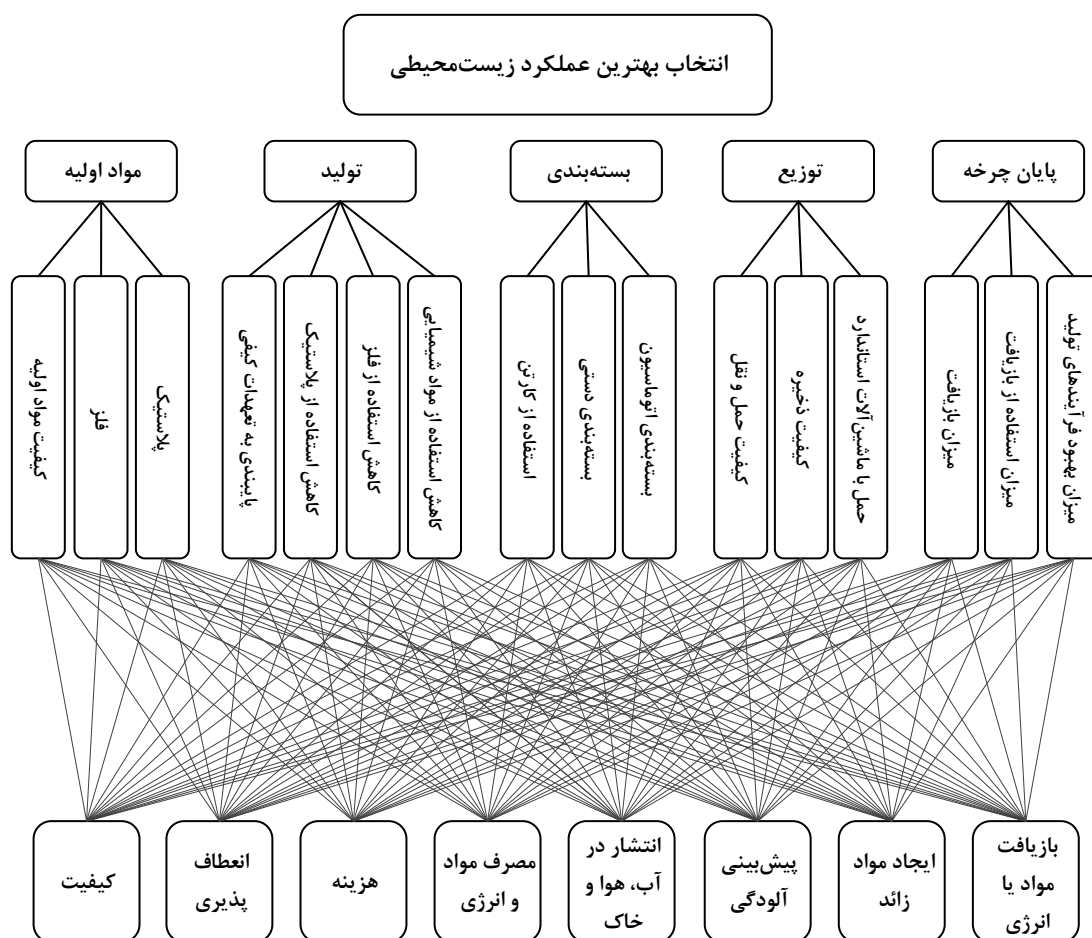 انتخاب بهترین عملکرد زیست‌محیطی
پایان چرخه
توزیع
بسته‌بندی
تولید
مواد اولیه
میزان بهبود فرآیندهای تولید
میزان استفاده از بازیافت
میزان بازیافت
حمل با ماشین‌آلات استاندارد
کیفیت ذخیره
کیفیت حمل و نقل
بسته‌بندی اتوماسیون
بسته‌بندی دستی
استفاده از کارتن
کاهش استفاده از مواد شیمیایی
کاهش استفاده از فلز
کاهش استفاده از پلاستیک
پایبندی به تعهدات کیفی
پلاستیک
فلز
کیفیت مواد اولیه
بازیافت
مواد یا
انرژی
ایجاد مواد
زائد
پیش‌بینی
آلودگی
انتشار در
آب، هوا و
خاک
مصرف مواد
و انرژی
هزینه
انعطاف
پذیری
کیفیت